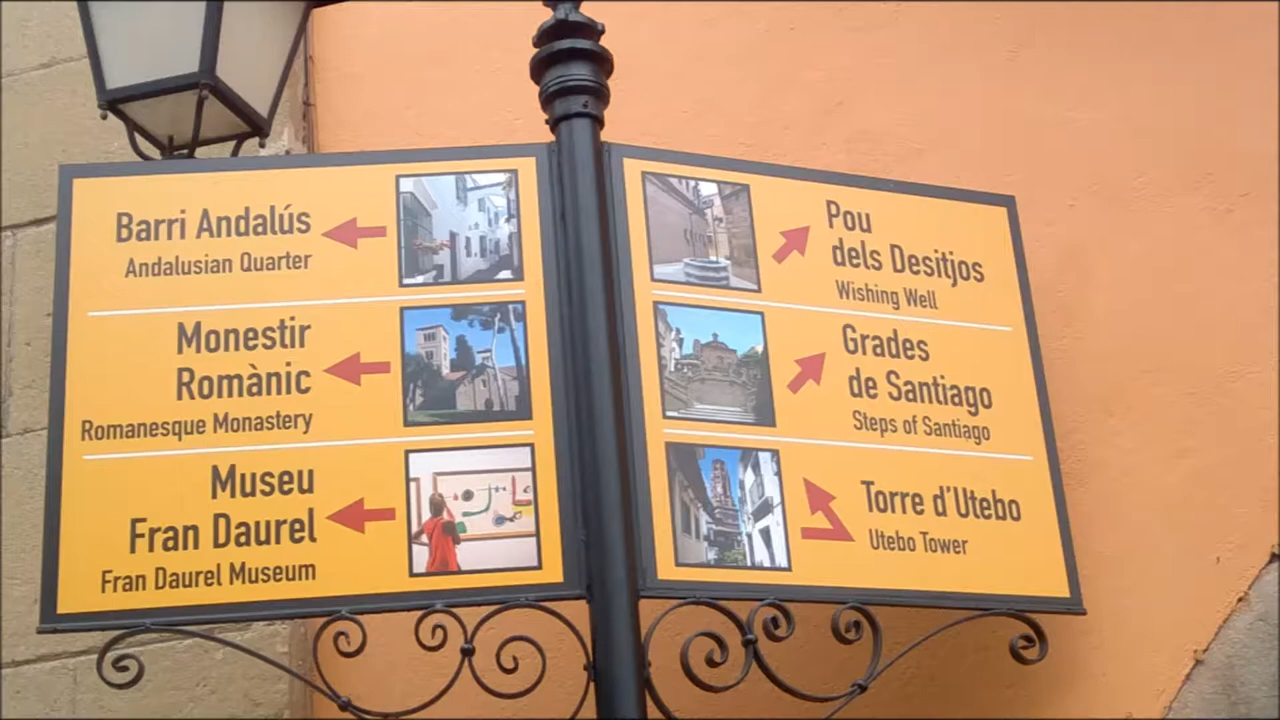 Barri Andalús
Andalusian Quarter
Monestir
Romànic
Romanesque Monastery
Museu
Fran Daurel
Fran Daurel Museum
Pou
dels Desitjos
Wishing Well
Grades
de Santiago
Steps of Santiago
Torre d'Utebo
Utebo Tower